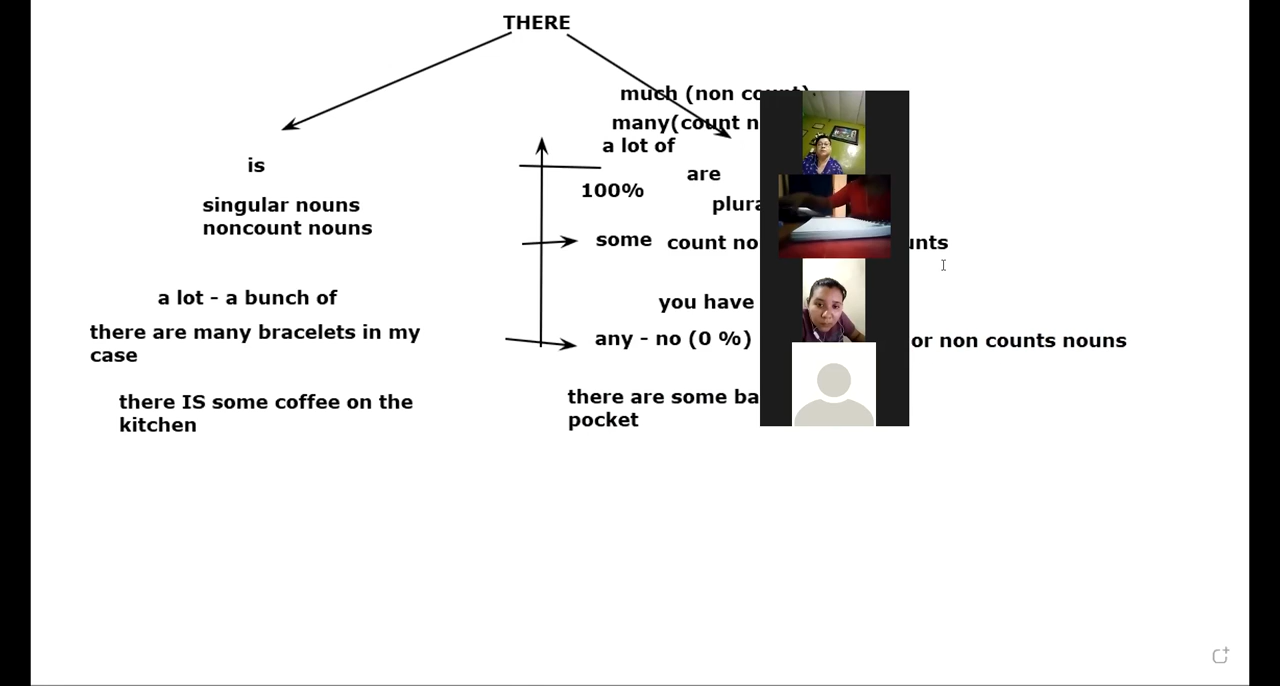 THERE
much (non count)
many(count n
a lot of
is
are
100%
singular nouns
plura
noncount nouns
some
count no
unts
a lot - a bunch of
you have
there are many bracelets in my
case
any - no (0 %)
or non counts nouns
there IS some coffee on the
kitchen
there are some ba
pocket